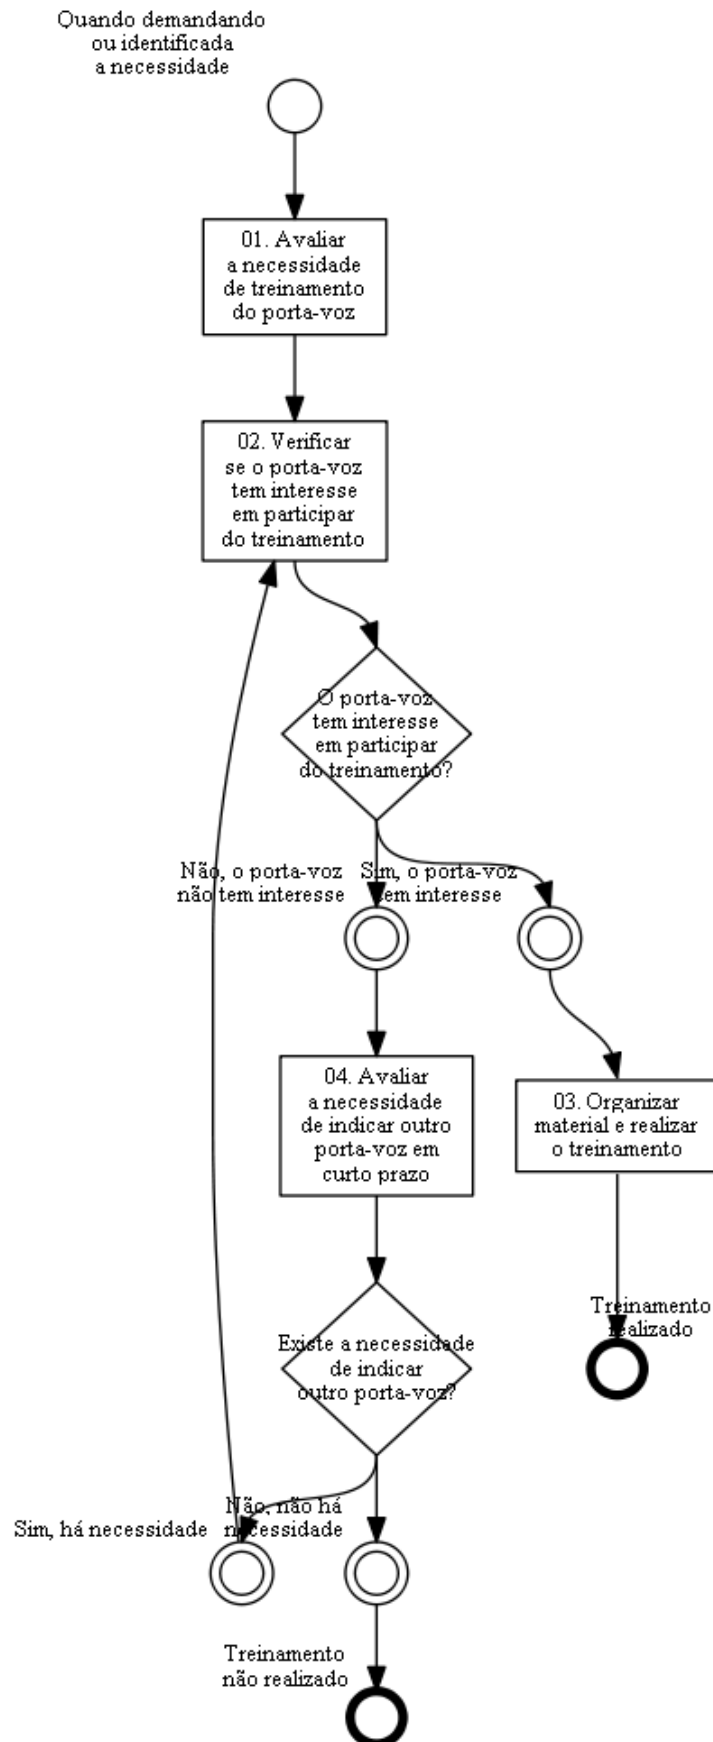 Quando demandando
ou identificada
a necessidade
01. Avaliar
a necessidade
de treinamento
do porta-voz
02. Verificar
se o porta-voz
tem interesse
em participar
do treinamento
O porta-voz
tem interesse
em participar
do treinamento?
Não, o porta-voz
não tem interesse
Sim, o porta-voz
tem interesse
04. Avaliar
a necessidade
de indicar outro
porta-voz em
curto prazo
03. Organizar
material e realizar
o treinamento
Treinamento
realizado
Existe a necessidade
de indicar
outro porta-voz?
Sim, há necessidade
Não, não há
necessidade
Treinamento
não realizado